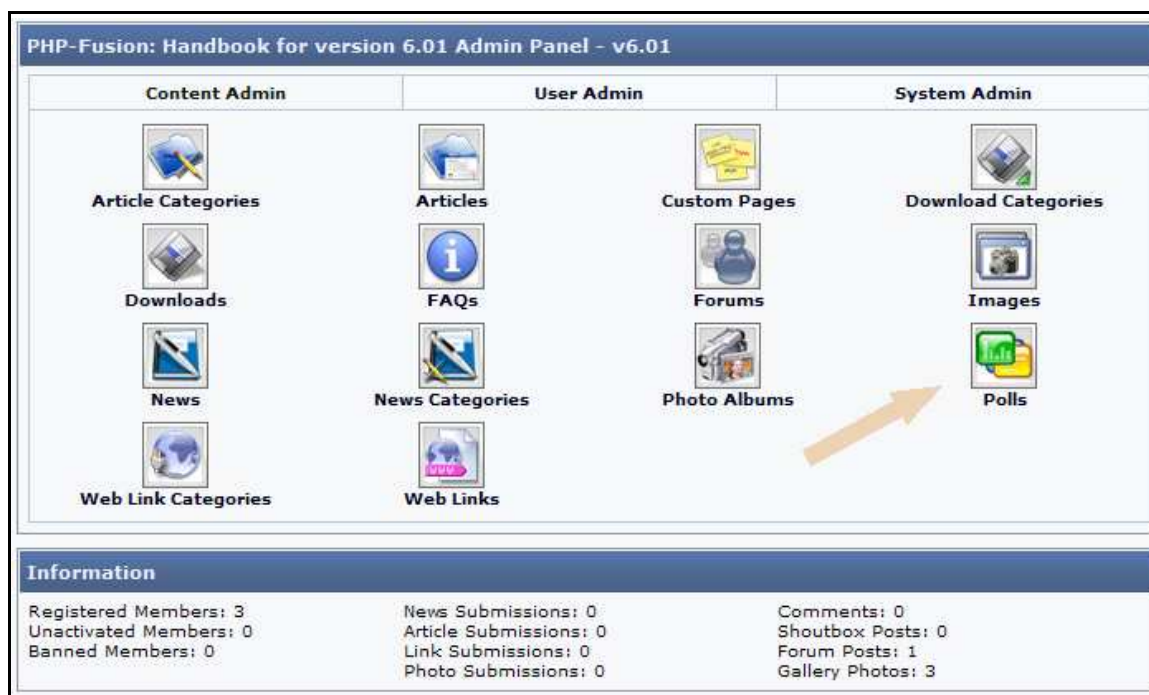 PHP-Fusion: Handbook for version 6.01 Admin Panel - v6.01
Content Admin User Admin System Admin
Article Categories Articles Custom Pages Download Categories
Downloads FAQs Forums Images
News News Categories Photo Albums Polls
Web Link Categories Web Links
Information
Registered Members: 3 News Submissions: 0 Comments: 0
Unactivated Members: 0 Article Submissions: 0 Shoutbox Posts: 0
Banned Members: 0 Link Submissions: 0 Forum Posts: 1
Photo Submissions: 0 Gallery Photos: 3